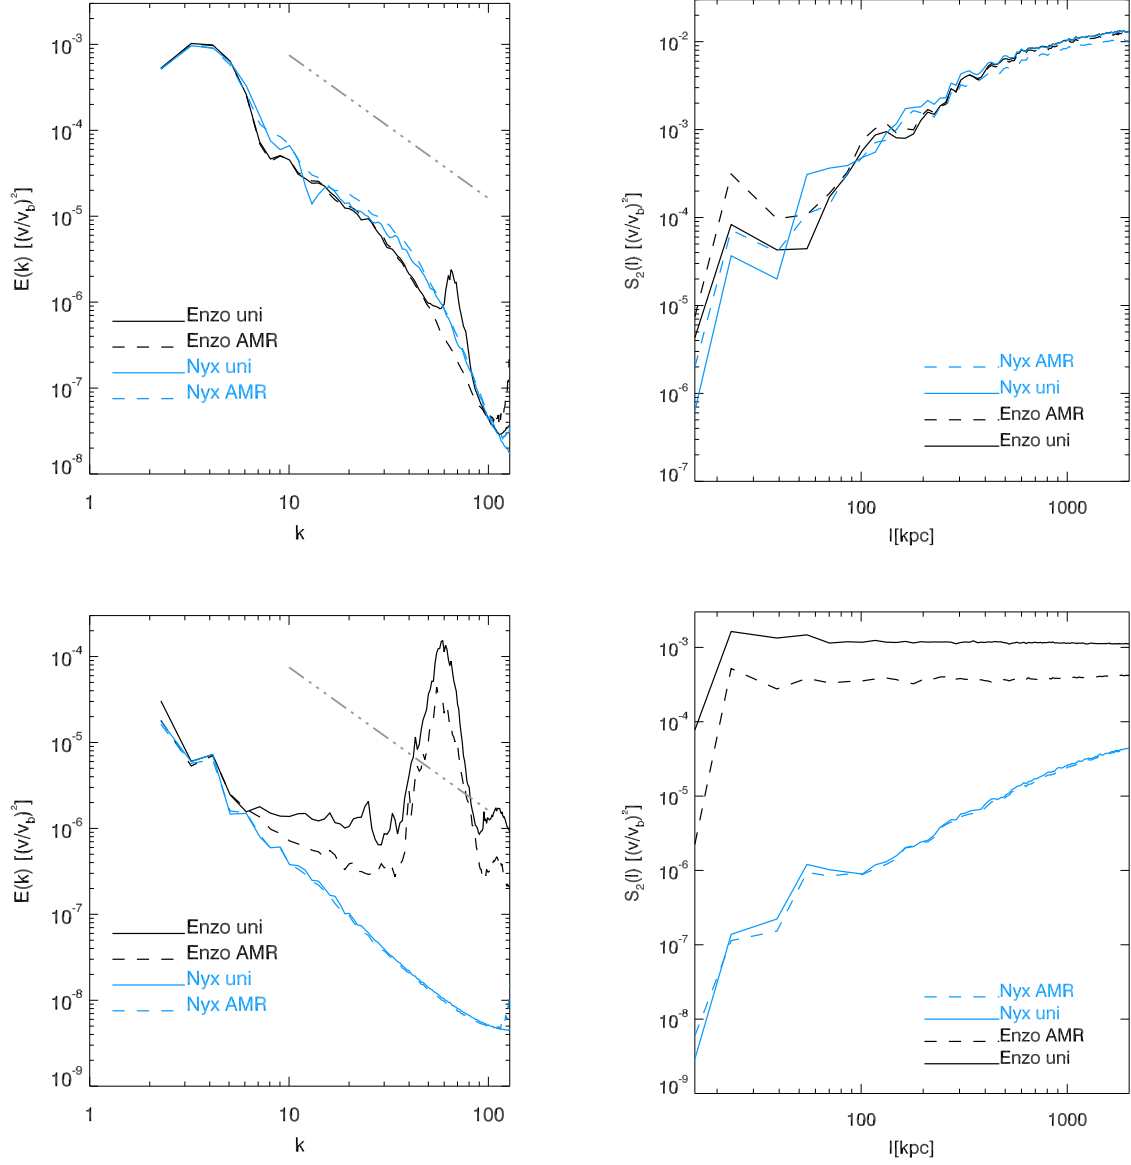 E(k) [(v/v_b)^2]
10^-3
10^-4
10^-5
10^-6
10^-7
10^-8
Enzo uni
Enzo AMR
Nyx uni
Nyx AMR
1
10
100
k
S_2(l) [(v/v_b)^2]
10^-2
10^-3
10^-4
10^-5
10^-6
10^-7
Nyx AMR
Nyx uni
Enzo AMR
Enzo uni
100
1000
l[kpc]
E(k) [(v/v_b)^2]
10^-4
10^-5
10^-6
10^-7
10^-8
10^-9
Enzo uni
Enzo AMR
Nyx uni
Nyx AMR
1
10
100
k
S_2(l) [(v/v_b)^2]
10^-3
10^-4
10^-5
10^-6
10^-7
10^-8
10^-9
Nyx AMR
Nyx uni
Enzo AMR
Enzo uni
100
1000
l[kpc]